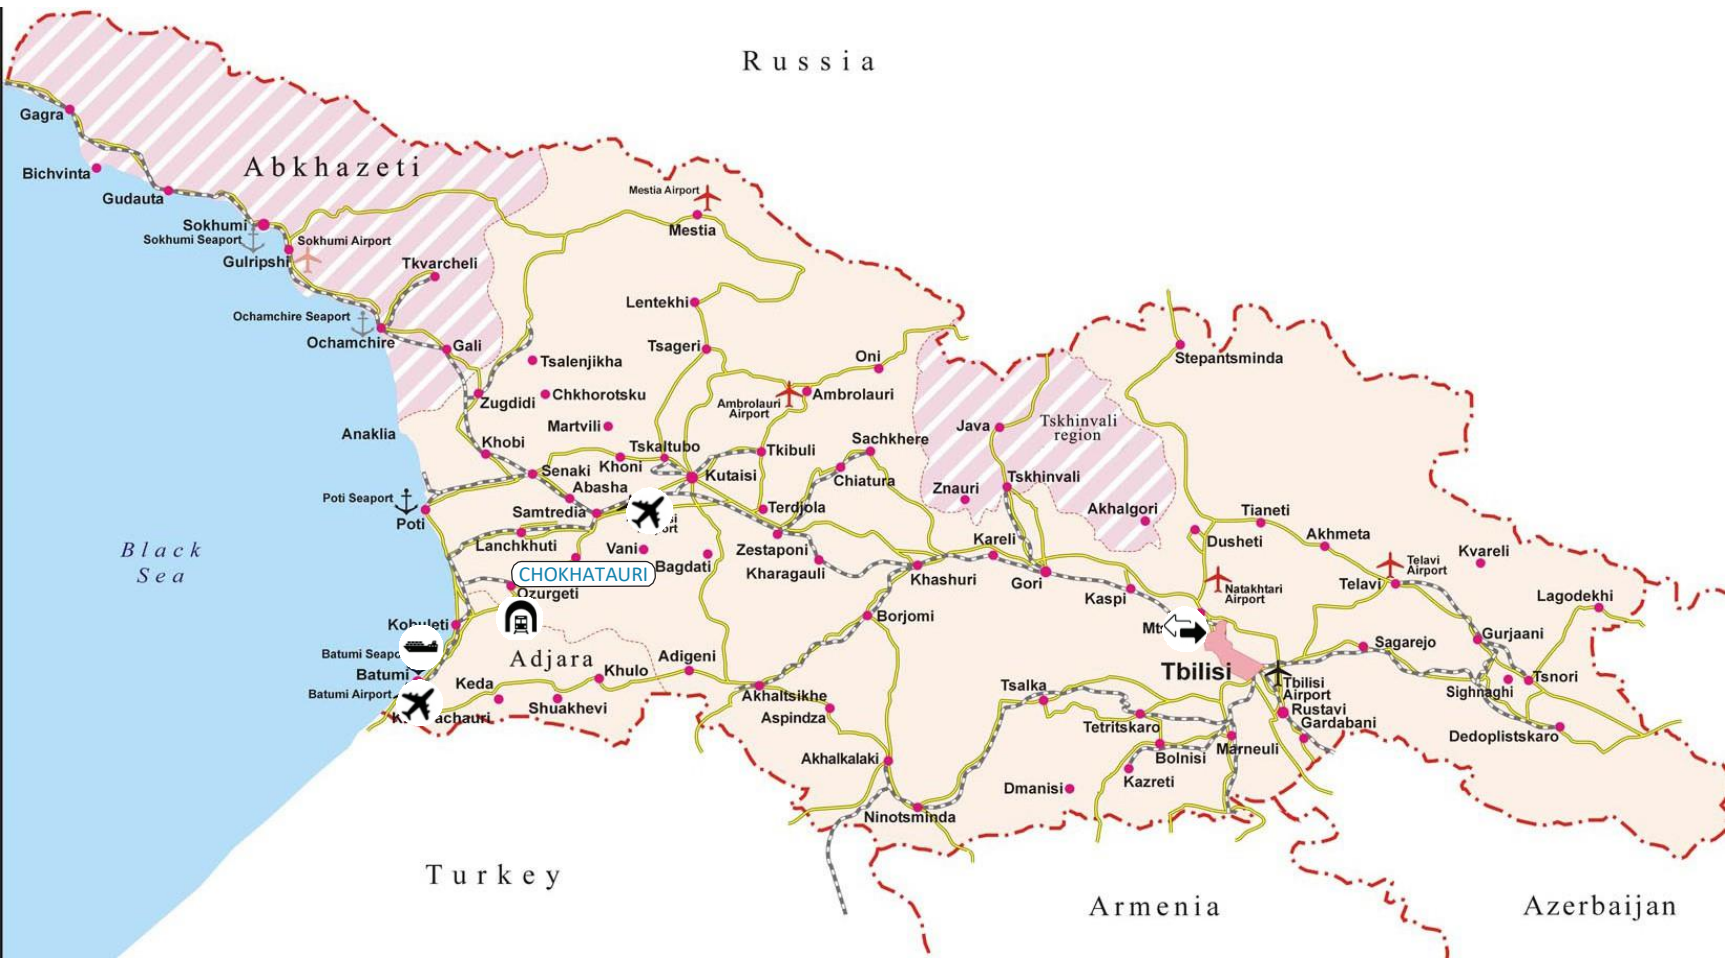 Russia
Gagra
Abkhazeti
Bichvinta
Gudauta
Mestia Airport
Mestia
Sokhumi
Sokhumi Seaport
Sokhumi Airport
Gulripshi
Tkvarcheli
Lentekhi
Ochamchire Seaport
Ochamchire
Gali
Tsageri
Oni
Stepantsminda
Tsalenjikha
Zugdidi
Chkhorotsku
Ambrolauri
Airport
Ambrolauri
Anaklia
Martvili
Java
Tskhinvali
region
Khobi
Tskaltubo
Tkibuli
Sachkhere
Senaki
Khoni
Kutaisi
Chiatura
Tskhinvali
Znauri
Abasha
Poti Seaport
Poti
Samtredia
Terdjola
Akhalgori
Tianeti
Lanchkhuti
Vani
Zestaponi
Kareli
Dusheti
Akhmeta
Kvareli
Black
Sea
CHOKHATAURI
Bagdati
Kharagauli
Khashuri
Gori
Kaspi
Natakhtari
Airport
Telavi
Telavi
Airport
Lagodekhi
Ozurgeti
Kobuleti
Borjomi
Gurjaani
Sagarejo
Batumi
Batumi Airport
Adjara
Khulo
Adigeni
Keda
Shuakhevi
Akhaltsikhe
Aspindza
Tbilisi
Tbilisi
Airport
Rustavi
Gardabani
Sighnaghi
Tsnori
Dedoplistskaro
Tsalka
Tetritskaro
Marneuli
Bolnisi
Kazreti
Dmanisi
Akhalkalaki
Ninotsminda
Turkey
Armenia
Azerbaijan